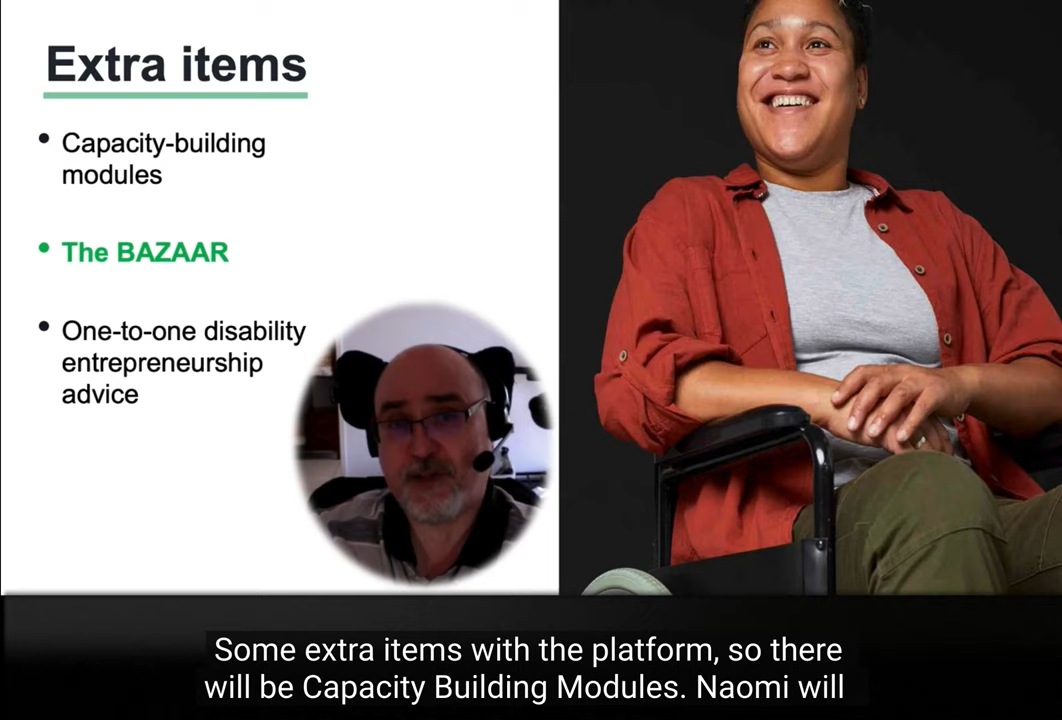 Extra items
• Capacity-building
modules
• The BAZAAR
• One-to-one disability
entrepreneurship
advice
Some extra items with the platform, so there
will be Capacity Building Modules. Naomi will